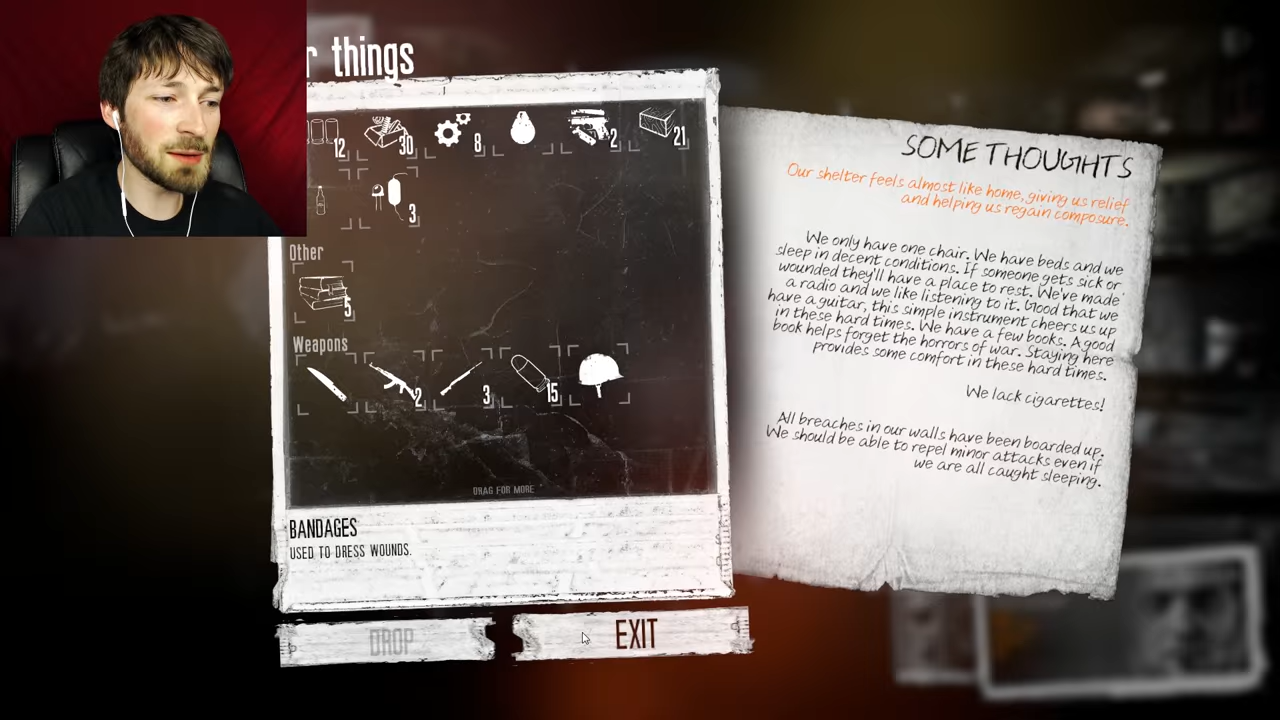 r things
12
30
8
2
21
3
Other
5
Weapons
2
3
15
DRAG FOR MORE
BANDAGES
USED TO DRESS WOUNDS.
DROP
EXIT
SOME THOUGHTS
Our shelter feels almost like home, giving us relief
and helping us regain composure.
We only have one chair. We have beds and we
sleep in decent conditions. If someone gets sick or
wounded they'll have a place to rest. We've made
a radio and we like listening to it. Good that we
have a guitar, this simple instrument cheers us up
in these hard times. We have a few books. A good
book helps forget the horrors of war. Staying here
provides some comfort in these hard times.
We lack cigarettes!
All breaches in our walls have been boarded up.
We should be able to repel minor attacks even if
we are all caught sleeping.